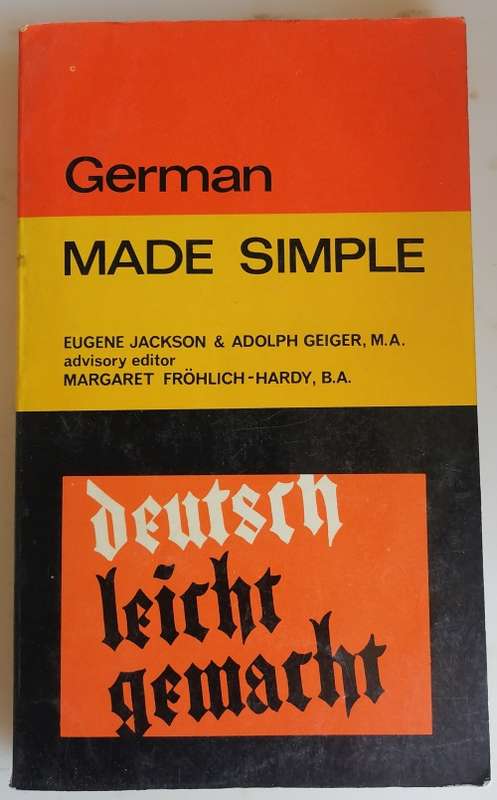 German
MADE SIMPLE
EUGENE JACKSON & ADOLPH GEIGER, M.A.
advisory editor
MARGARET FRÖHLICH-HARDY, B.A.
deutsch
leicht
gemacht